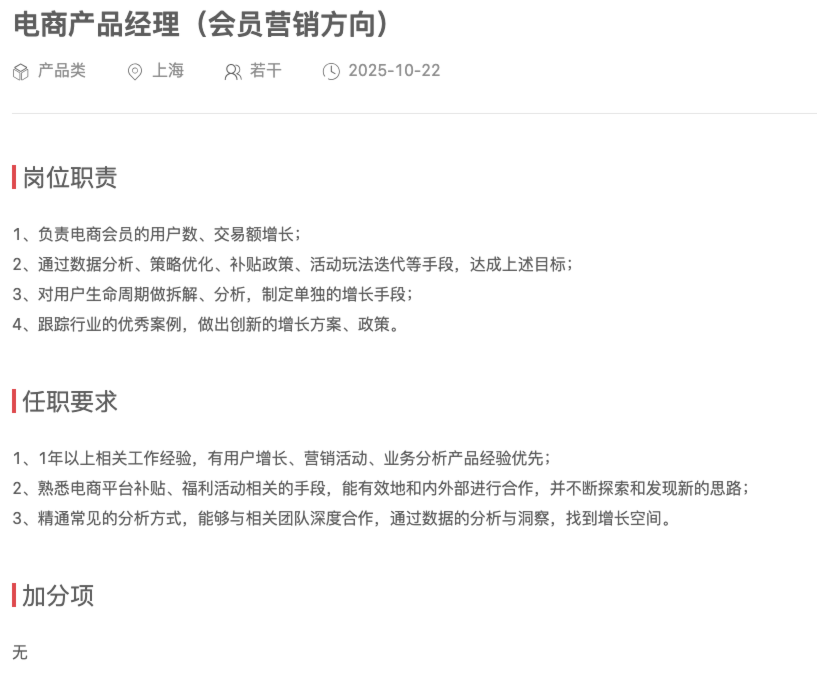 电商产品经理（会员营销方向）
产品类 上海 若干 2025-10-22
岗位职责
1、负责电商会员的用户数、交易额增长；
2、通过数据分析、策略优化、补贴政策、活动玩法迭代等手段，达成上述目标；
3、对用户生命周期做拆解、分析，制定单独的增长手段；
4、跟踪行业的优秀案例，做出创新的增长方案、政策。
任职要求
1、1年以上相关工作经验，有用户增长、营销活动、业务分析产品经验优先；
2、熟悉电商平台补贴、福利活动相关的手段，能有效地和内外部进行合作，并不断探索和发现新的思路；
3、精通常见的分析方式，能够与相关团队深度合作，通过数据的分析与洞察，找到增长空间。
加分项
无